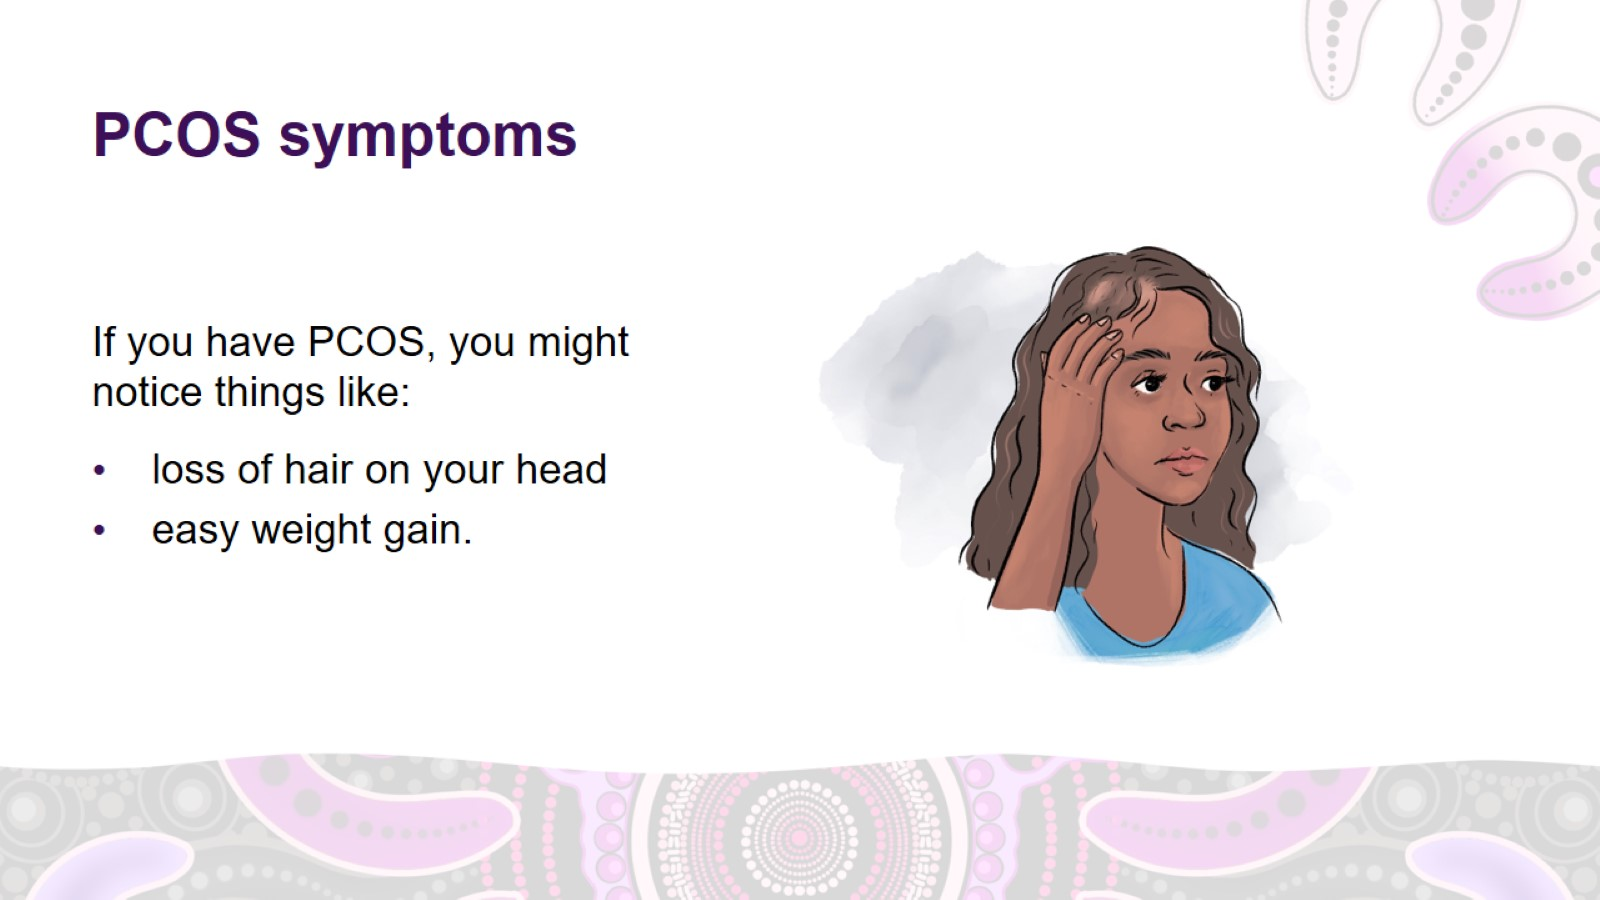 PCOS symptoms
If you have PCOS, you might
notice things like:
• loss of hair on your head
• easy weight gain.